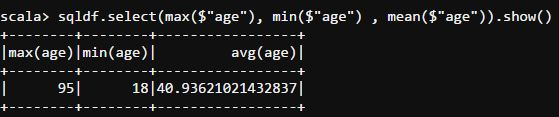 scala> sqldf.select(max($"age"), min($"age") , mean($"age")).show()
+--------+--------+-----------------+
|max(age)|min(age)|         avg(age)|
+--------+--------+-----------------+
|      95|      18|40.93621021432837|
+--------+--------+-----------------+